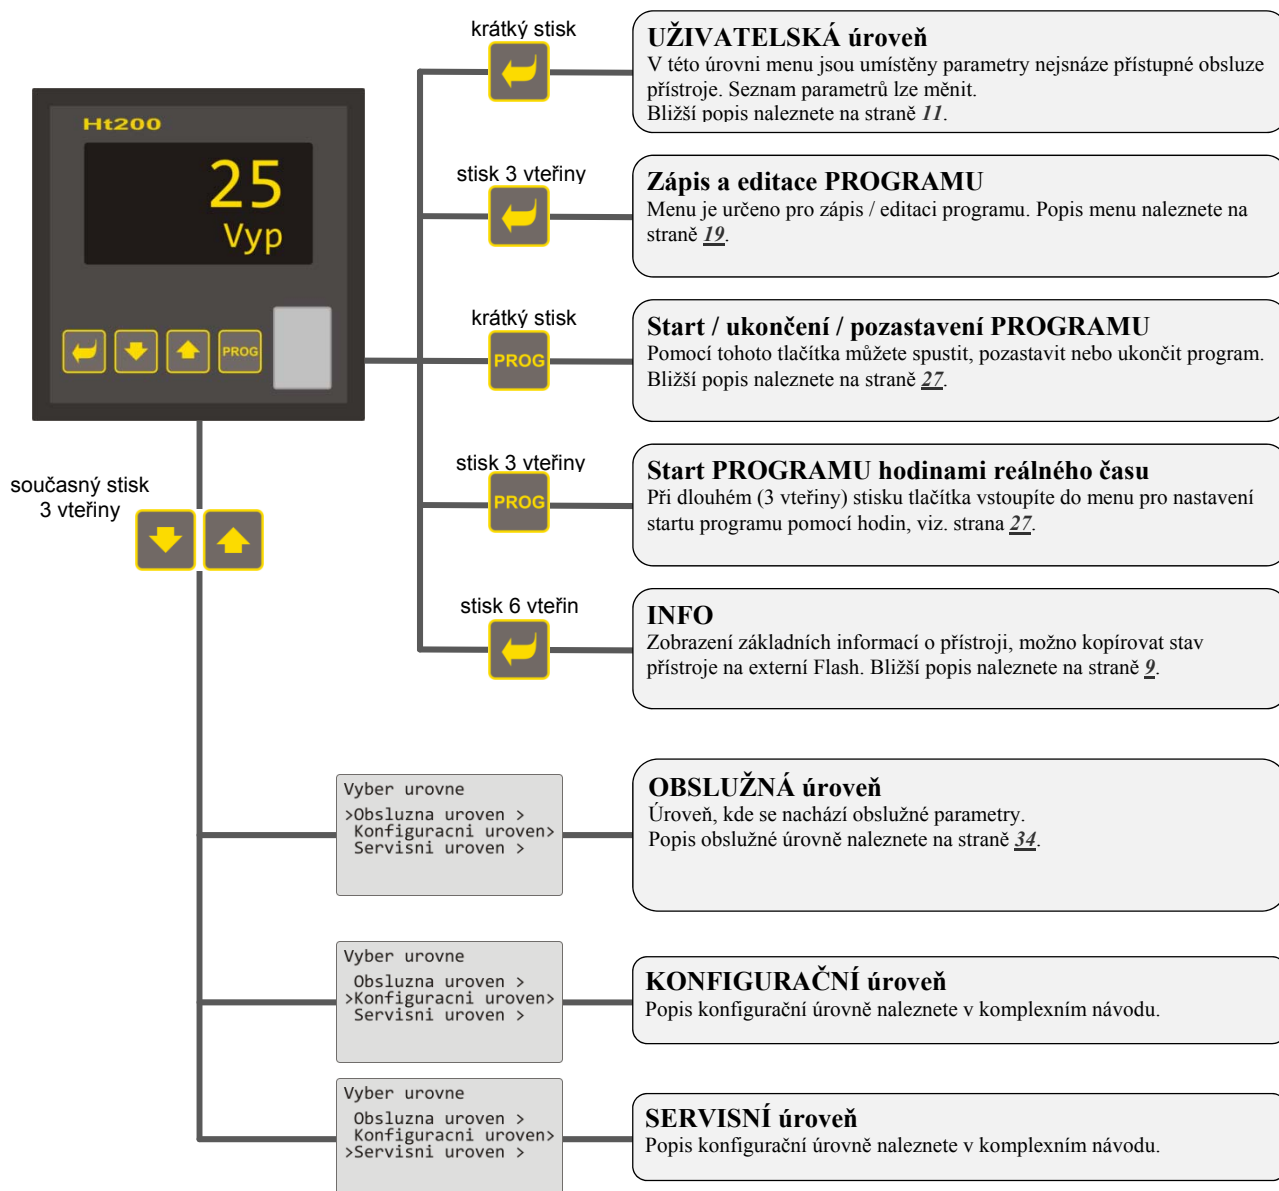 krátký stisk
UŽIVATELSKÁ úroveň
V této úrovni menu jsou umístěny parametry nejsnáze přístupné obsluze
přístroje. Seznam parametrů lze měnit.
Bližší popis naleznete na straně 11.
Ht200
25
Vyp
PROG
stisk 3 vteřiny
Zápis a editace PROGRAMU
Menu je určeno pro zápis / editaci programu. Popis menu naleznete na
straně 19.
krátký stisk
PROG
Start / ukončení / pozastavení PROGRAMU
Pomocí tohoto tlačítka můžete spustit, pozastavit nebo ukončit program.
Bližší popis naleznete na straně 27.
stisk 3 vteřiny
PROG
Start PROGRAMU hodinami reálného času
Při dlouhém (3 vteřiny) stisku tlačítka vstoupíte do menu pro nastavení
startu programu pomocí hodin, viz. strana 27.
současný stisk
3 vteřiny
stisk 6 vteřin
INFO
Zobrazení základních informací o přístroji, možno kopírovat stav
přístroje na externí Flash. Bližší popis naleznete na straně 9.
Vyber urovne
>Obsluzna uroven >
Konfiguracni uroven>
Servisni uroven >
OBSLUŽNÁ úroveň
Úroveň, kde se nachází obslužné parametry.
Popis obslužné úrovně naleznete na straně 34.
Vyber urovne
Obsluzna uroven >
>Konfiguracni uroven>
Servisni uroven >
KONFIGURAČNÍ úroveň
Popis konfigurační úrovně naleznete v komplexním návodu.
Vyber urovne
Obsluzna uroven >
Konfiguracni uroven>
>Servisni uroven >
SERVISNÍ úroveň
Popis konfigurační úrovně naleznete v komplexním návodu.